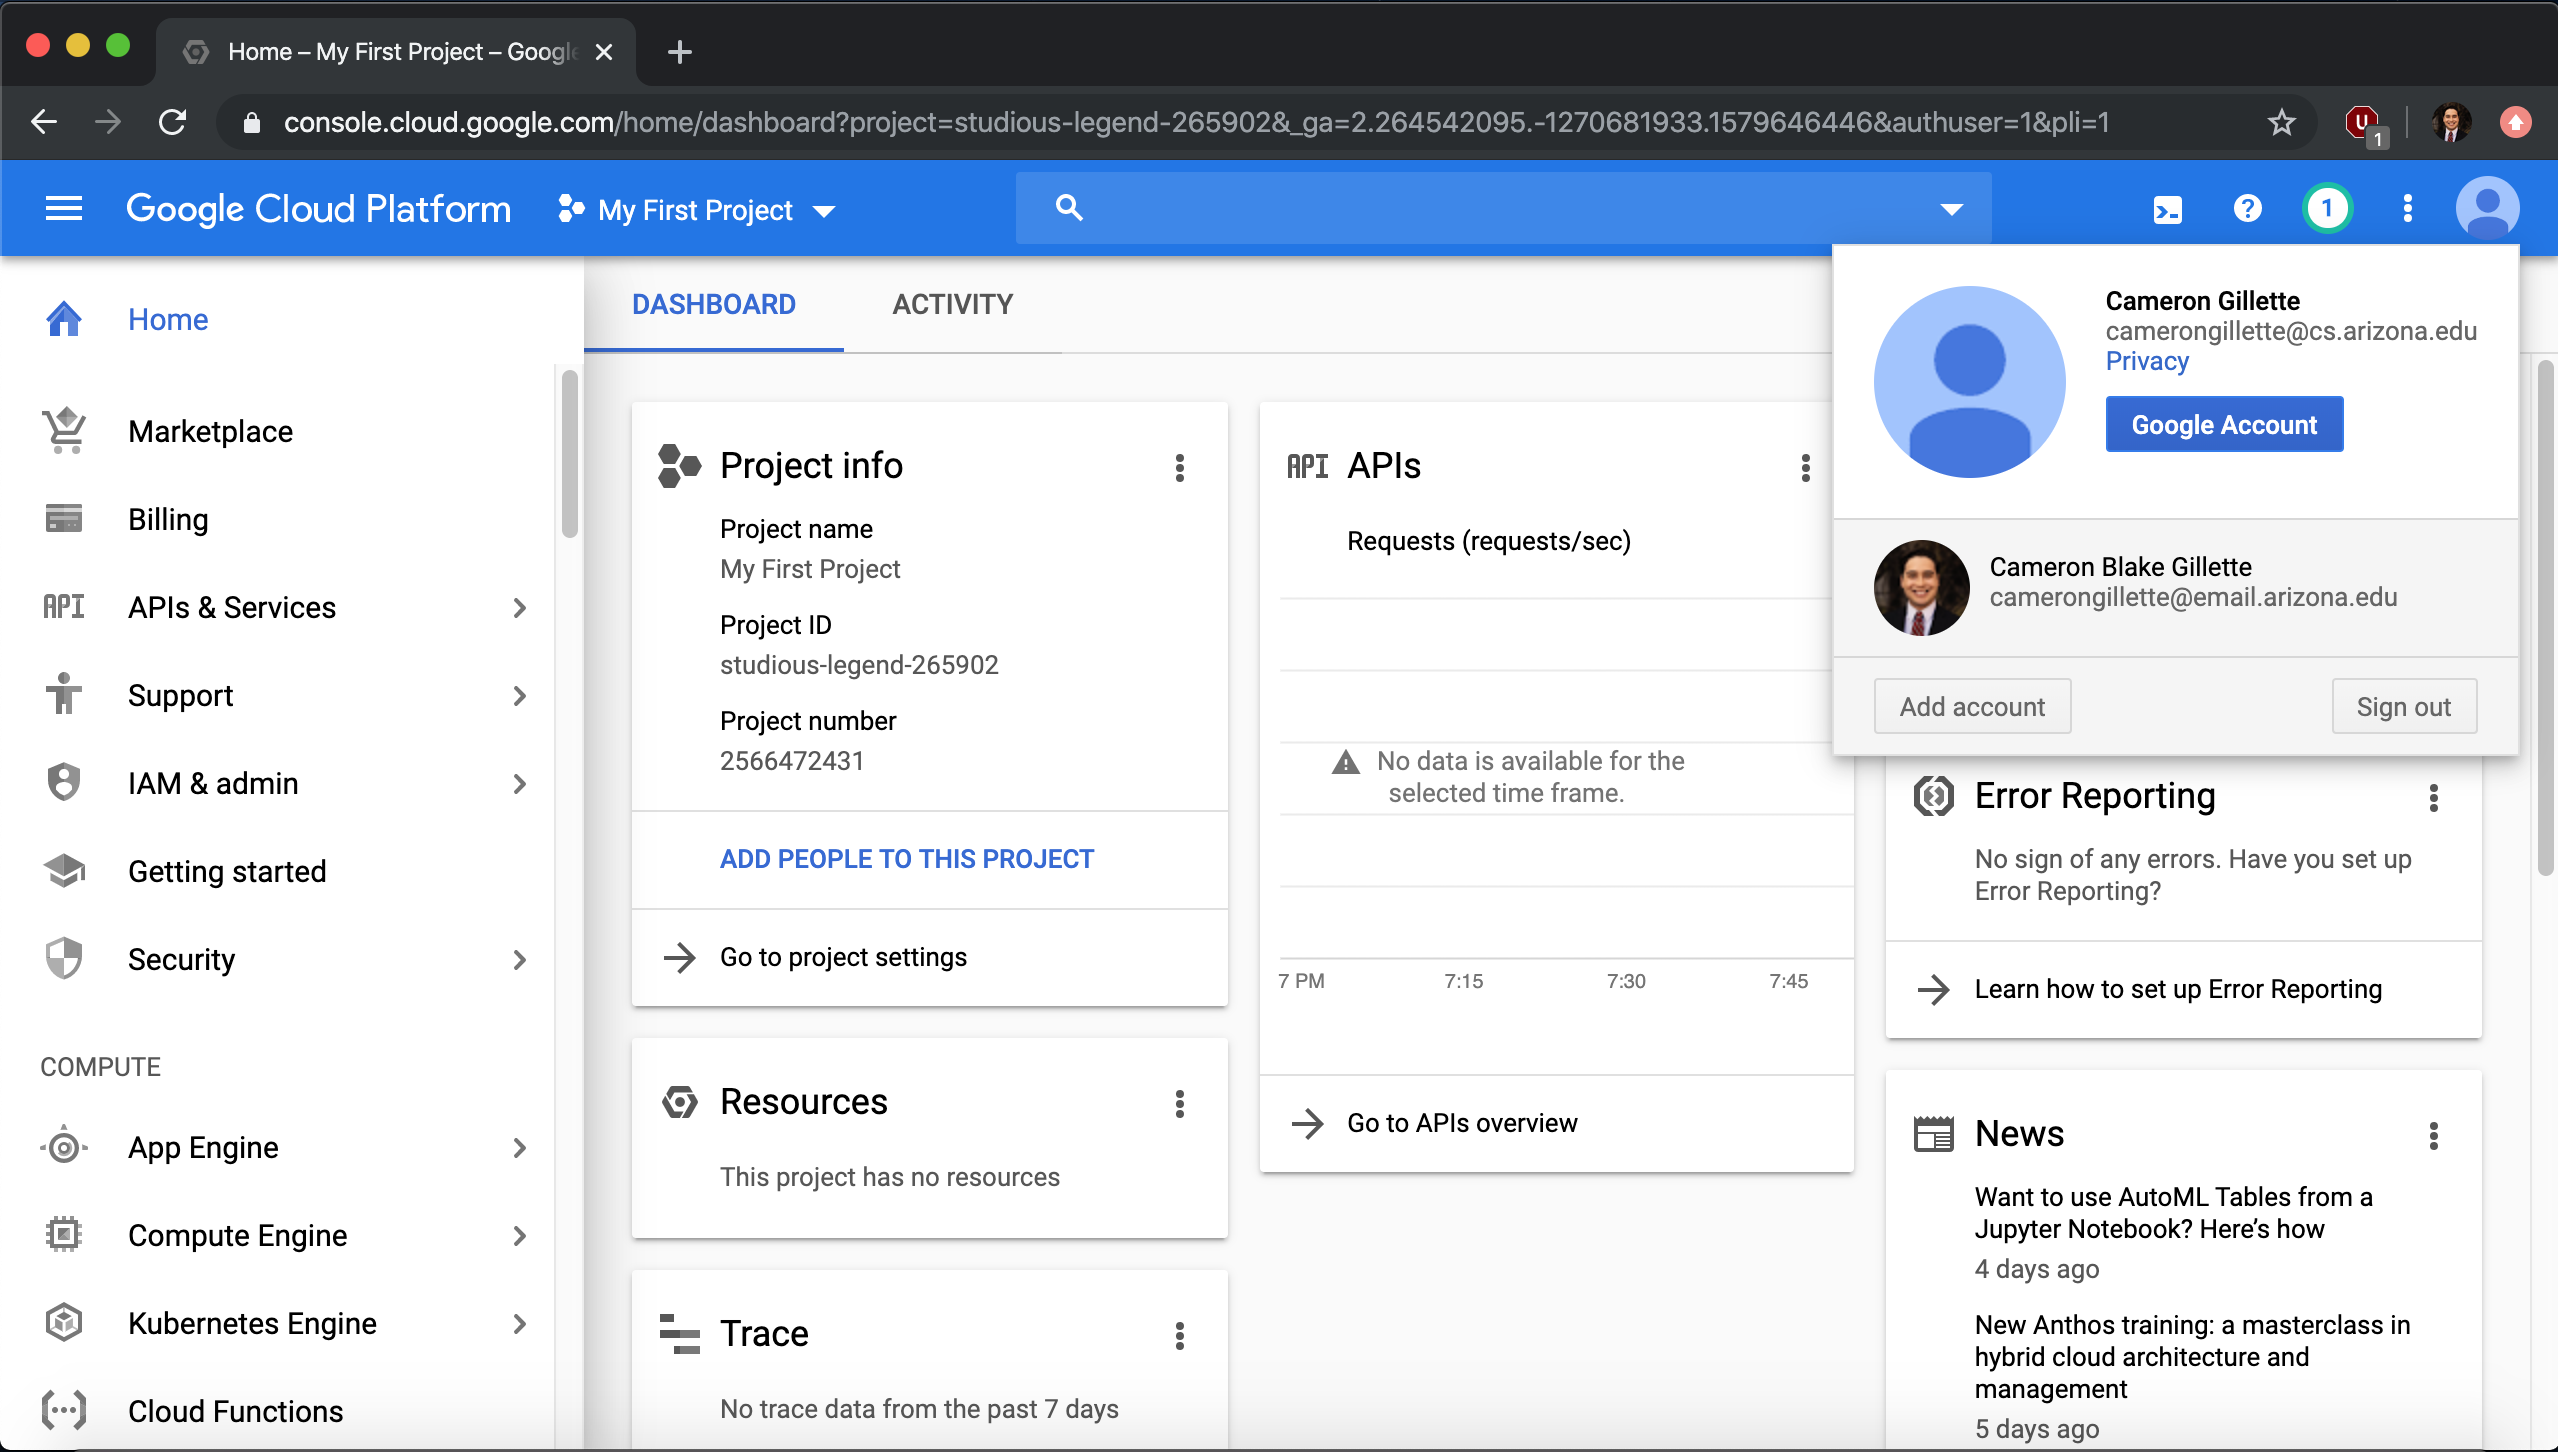 Home – My First Project – Google
console.cloud.google.com/home/dashboard?project=studious-legend-265902&_ga=2.264542095.-1270681933.1579646446&authuser=1&pli=1
U
1
Google Cloud Platform
My First Project
?
1
Home
Marketplace
Billing
API
APIs & Services
Support
IAM & admin
Getting started
Security
COMPUTE
App Engine
Compute Engine
Kubernetes Engine
Cloud Functions
DASHBOARD
ACTIVITY
Project info
Project name
My First Project
Project ID
studious-legend-265902
Project number
2566472431
ADD PEOPLE TO THIS PROJECT
Go to project settings
Resources
This project has no resources
Trace
No trace data from the past 7 days
API
APIs
Requests (requests/sec)
No data is available for the
selected time frame.
7 PM
7:15
7:30
7:45
Go to APIs overview
Cameron Gillette
camerongillette@cs.arizona.edu
Privacy
Google Account
Cameron Blake Gillette
camerongillette@email.arizona.edu
Add account
Sign out
Error Reporting
No sign of any errors. Have you set up
Error Reporting?
Learn how to set up Error Reporting
News
Want to use AutoML Tables from a
Jupyter Notebook? Here’s how
4 days ago
New Anthos training: a masterclass in
hybrid cloud architecture and
management
5 days ago